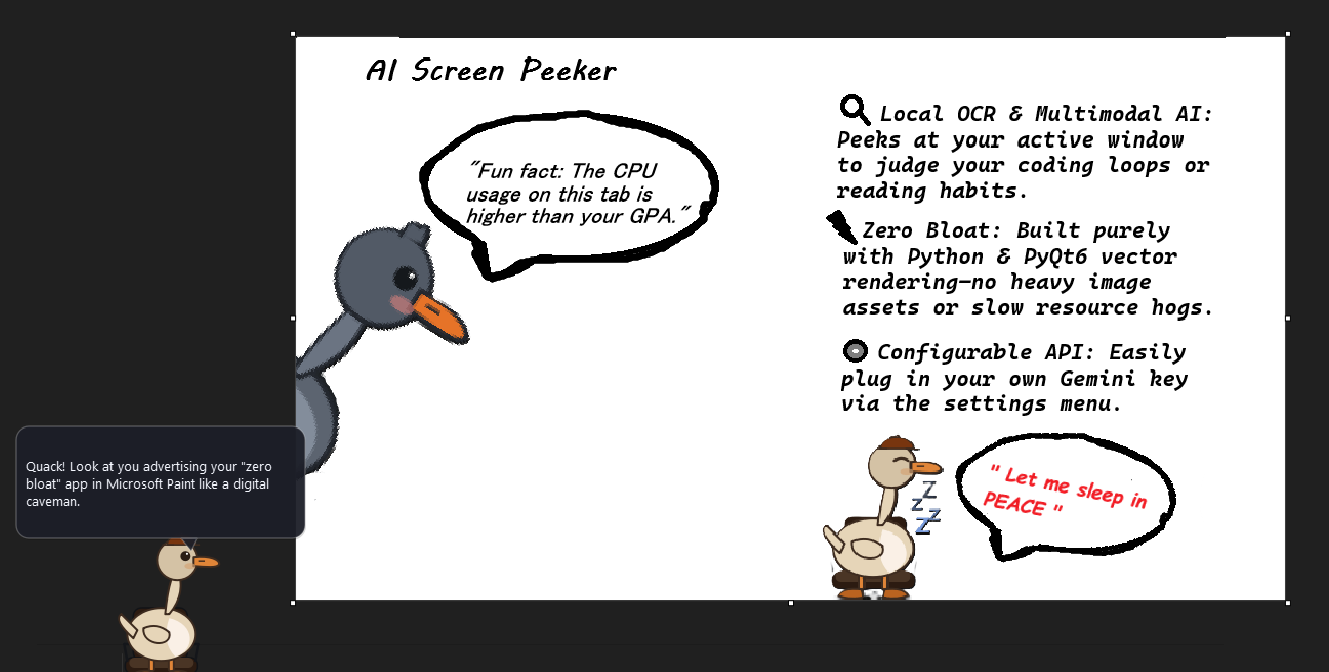 AI Screen Peeker
"Fun fact: The CPU
usage on this tab is
higher than your GPA."
Local OCR & Multimodal AI:
Peeks at your active window
to judge your coding loops or
reading habits.
Zero Bloat: Built purely
with Python & PyQt6 vector
rendering—no heavy image
assets or slow resource hogs.
Configurable API: Easily
plug in your own Gemini key
via the settings menu.
Quack! Look at you advertising your "zero
bloat" app in Microsoft Paint like a digital
caveman.
" Let me sleep in
PEACE "
Z
z
z
Z